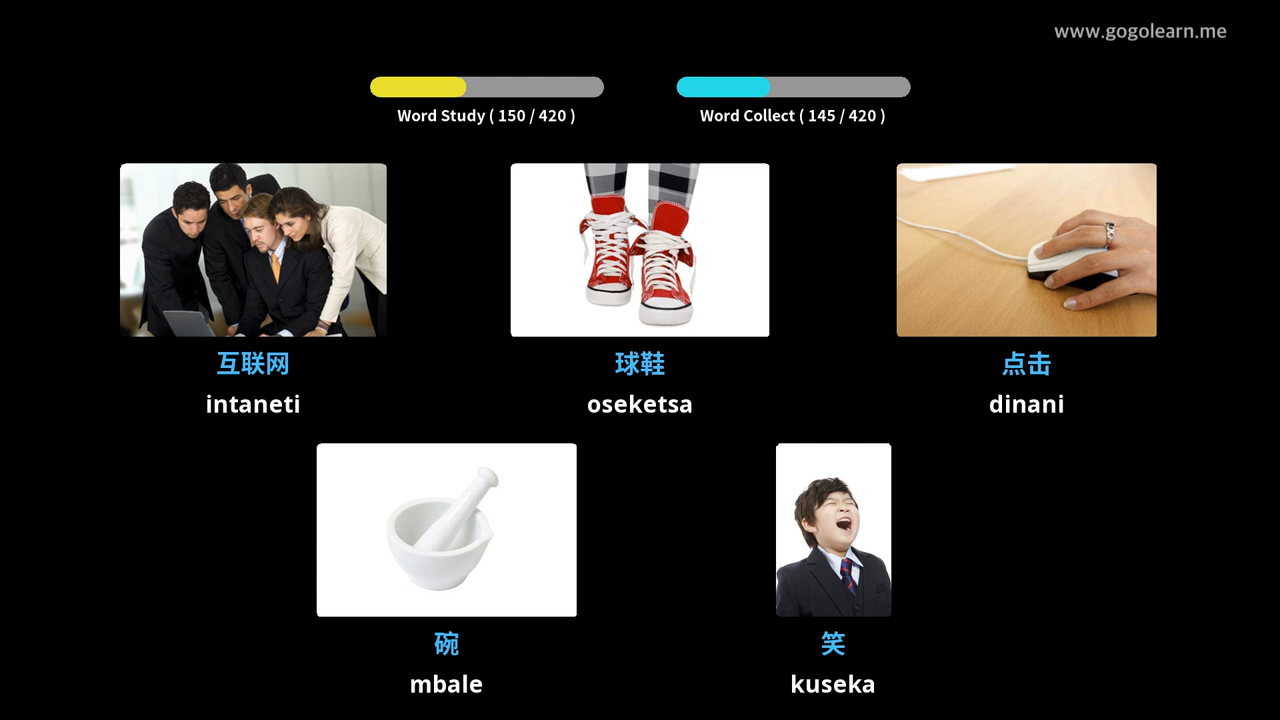 www.gogolearn.me
Word Study ( 150 / 420 )
Word Collect ( 145 / 420 )
互联网
intaneti
球鞋
oseketsa
点击
dinani
碗
mbale
笑
kuseka